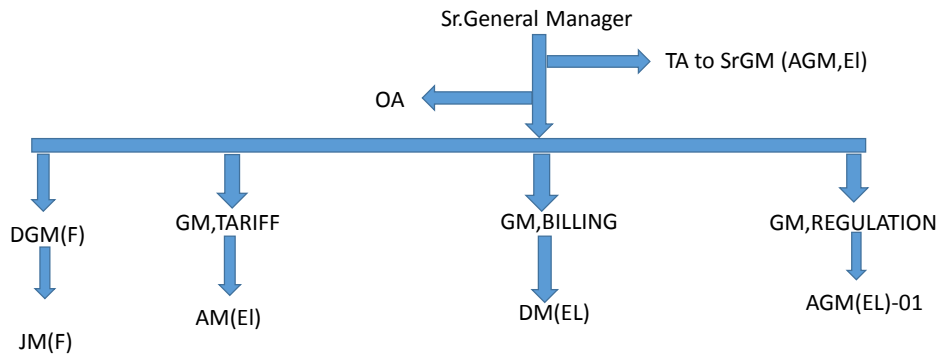 Sr.General Manager
TA to SrGM (AGM,El)
OA
DGM(F)
GM,TARIFF
GM,BILLING
GM,REGULATION
JM(F)
AM(El)
DM(EL)
AGM(EL)-01